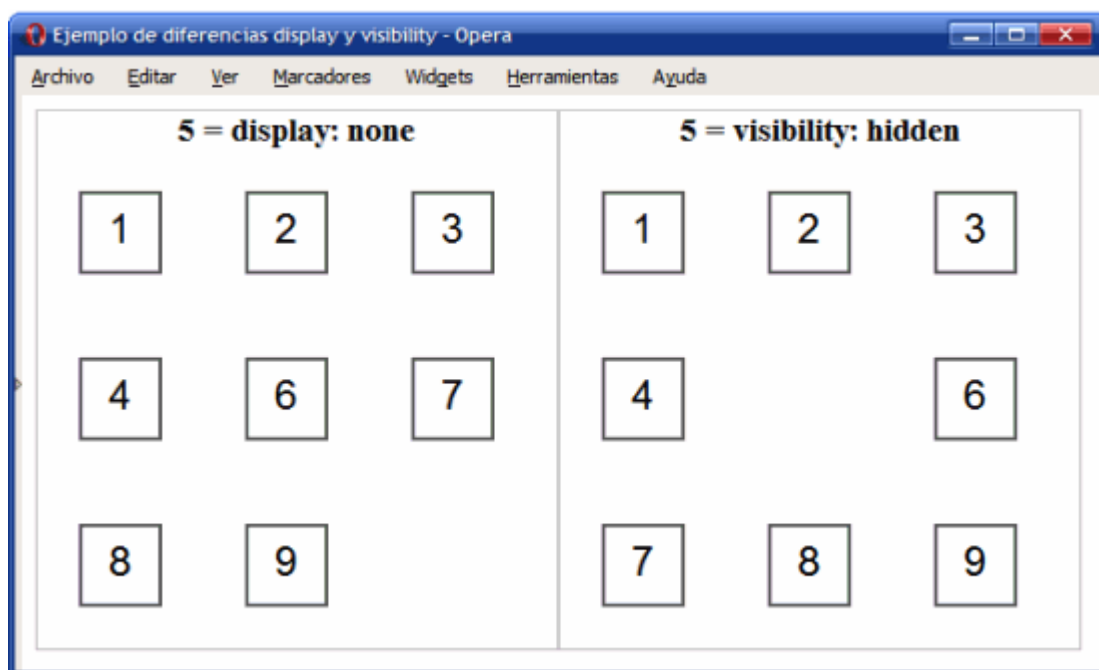 Ejemplo de diferencias display y visibility - Opera
Archivo Editar Ver Marcadores Widgets Herramientas Ayuda
5 = display: none
1 2 3
4 6 7
8 9
5 = visibility: hidden
1 2 3
4 6
7 8 9